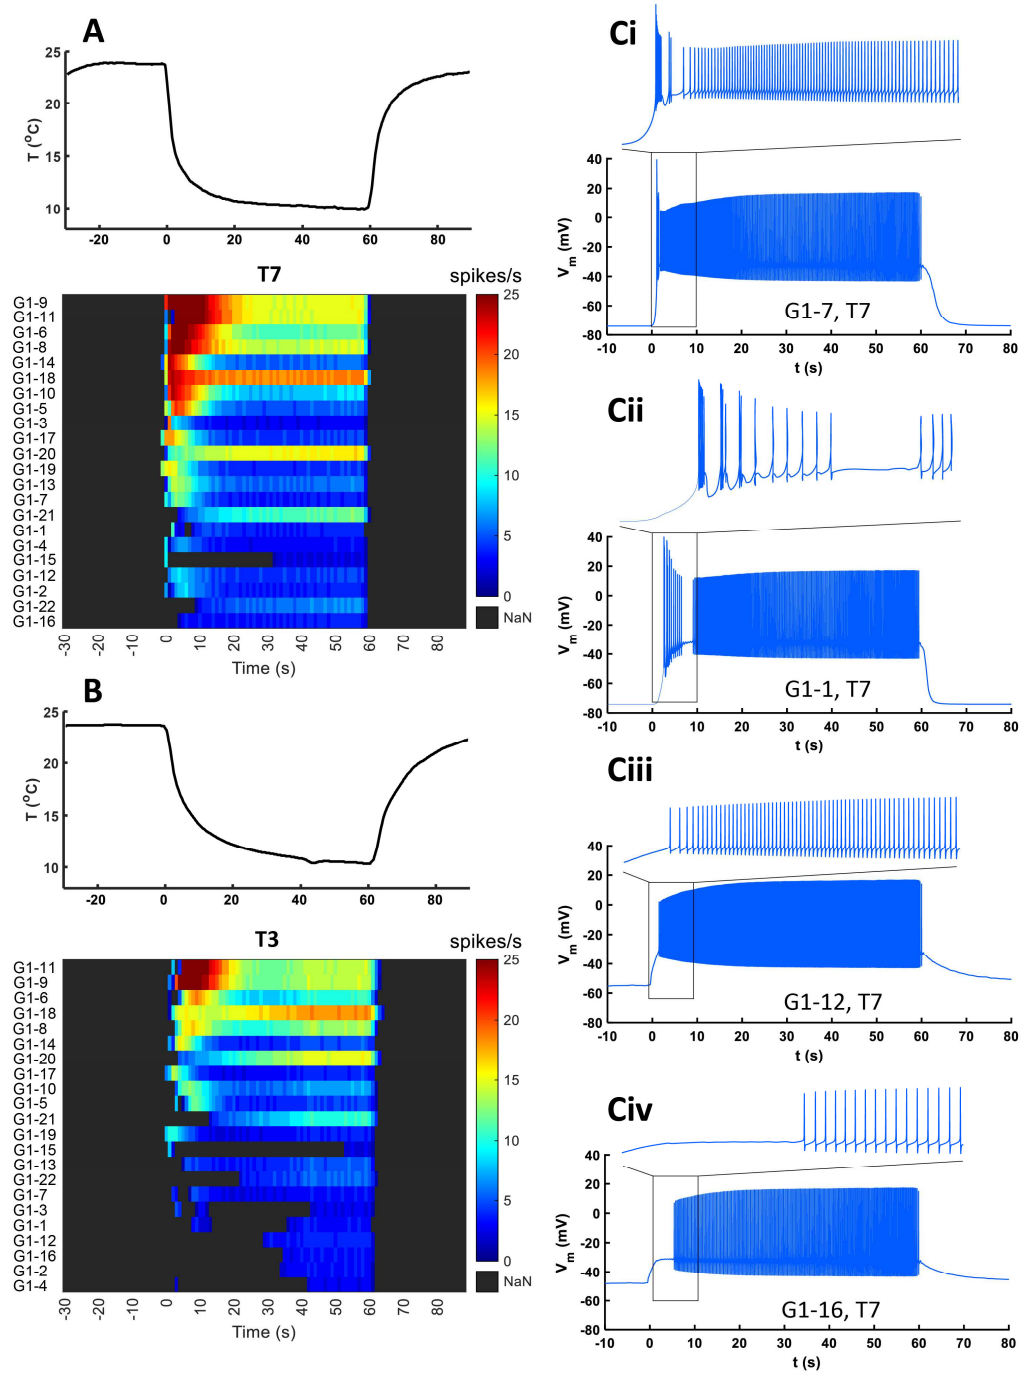 A
25
20
15
10
T (°C)
-20 0 20 40 60 80
T7
spikes/s
G1-9
G1-11
G1-6
G1-8
G1-14
G1-18
G1-10
G1-5
G1-3
G1-17
G1-20
G1-19
G1-13
G1-7
G1-21
G1-1
G1-4
G1-15
G1-12
G1-2
G1-22
G1-16
25
20
15
10
5
0
NaN
-30 -20 -10 0 10 20 30 40 50 60 70 80
Time (s)
B
25
20
15
10
T (°C)
-20 0 20 40 60 80
T3
spikes/s
G1-11
G1-9
G1-6
G1-18
G1-8
G1-14
G1-20
G1-17
G1-10
G1-5
G1-21
G1-19
G1-15
G1-13
G1-22
G1-7
G1-3
G1-1
G1-12
G1-16
G1-2
G1-4
25
20
15
10
5
0
NaN
-30 -20 -10 0 10 20 30 40 50 60 70 80
Time (s)
Ci
40
20
0
-20
-40
-60
-80
Vm (mV)
G1-7, T7
-10 0 10 20 30 40 50 60 70 80
t (s)
Cii
40
20
0
-20
-40
-60
-80
Vm (mV)
G1-1, T7
-10 0 10 20 30 40 50 60 70 80
t (s)
Ciii
40
20
0
-20
-40
-60
-80
Vm (mV)
G1-12, T7
-10 0 10 20 30 40 50 60 70 80
t (s)
Civ
40
20
0
-20
-40
-60
-80
Vm (mV)
G1-16, T7
-10 0 10 20 30 40 50 60 70 80
t (s)